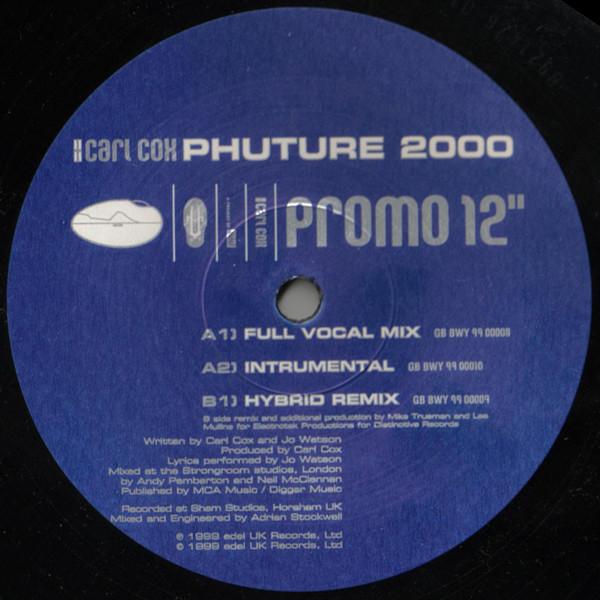 carl cox PHUTURE 2000
CARL COX
PROMO 12"
A1) FULL VOCAL MIX GB BWY 99 00008
A2) INTRUMENTAL GB BWY 99 00010
B1) HYBRID REMIX GB BWY 99 00009
B side remix and additional production by Mike Trueman and Lee
Mullins for Electrotek Productions for Distinctive Records
Written by Carl Cox and Jo Watson
Produced by Carl Cox
Lyrics performed by Jo Watson
Mixed at the Strongroom studios, London
by Andy Pemberton and Neil McClennan
Published by MCA Music / Diggar Music
Recorded at Sham Studios, Horsham UK
Mixed and Engineered by Adrian Stockwell
℗ 1999 edel UK Records, Ltd
© 1999 edel UK Records, Ltd